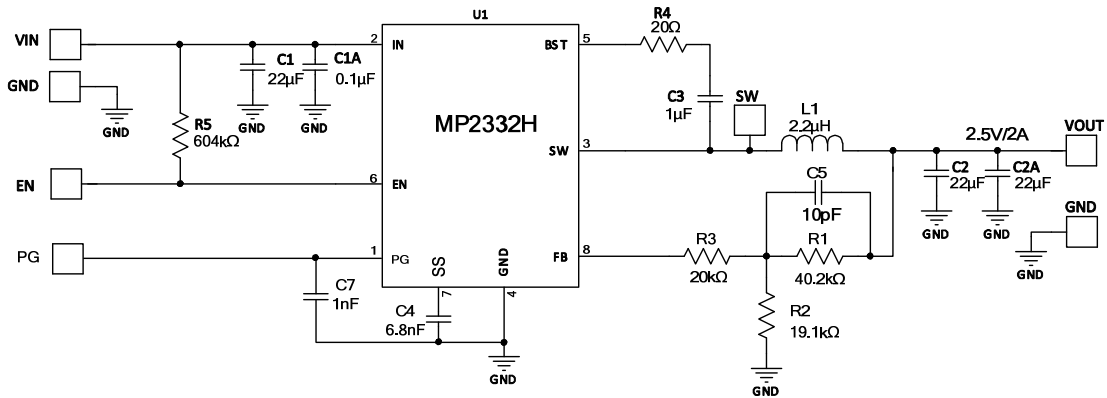 U1
R4
20Ω
VIN
2
IN
BST
5
C1
22µF
C1A
0.1µF
GND
GND
GND
GND
R5
604kΩ
C3
1µF
SW
L1
2.2µH
2.5V/2A
VOUT
MP2332H
SW
3
C2
22µF
C2A
22µF
GND
GND
EN
6
EN
C5
10pF
GND
GND
PG
1
PG
SS
7
GND
4
FB
8
R3
20kΩ
R1
40.2kΩ
C7
1nF
C4
6.8nF
R2
19.1kΩ
GND
GND